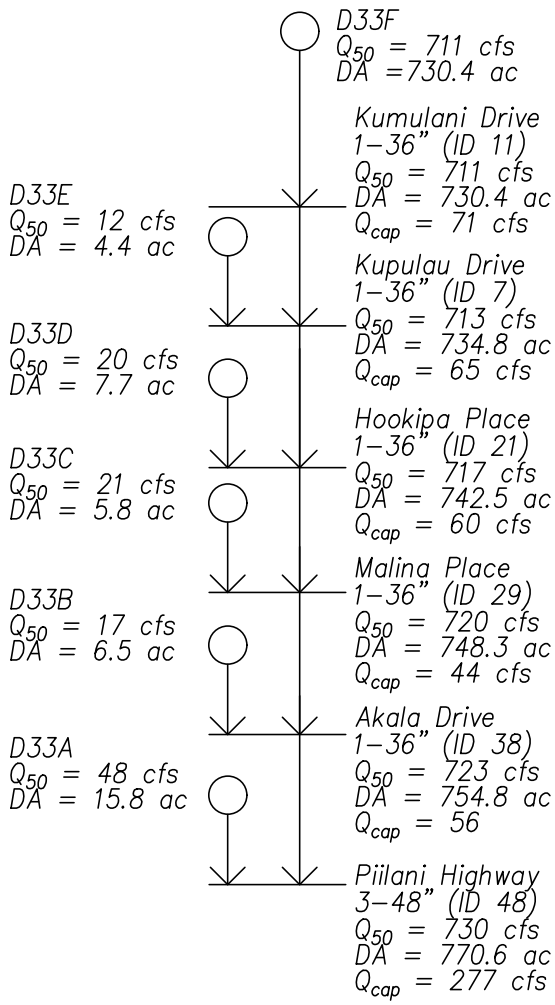 D33F
Q50 = 711 cfs
DA =730.4 ac
Kumulani Drive
1-36" (ID 11)
Q50 = 711 cfs
DA = 730.4 ac
Qcap = 71 cfs
D33E
Q50 = 12 cfs
DA = 4.4 ac
Kupulau Drive
1-36" (ID 7)
Q50 = 713 cfs
DA = 734.8 ac
Qcap = 65 cfs
D33D
Q50 = 20 cfs
DA = 7.7 ac
Hookipa Place
1-36" (ID 21)
Q50 = 717 cfs
DA = 742.5 ac
Qcap = 60 cfs
D33C
Q50 = 21 cfs
DA = 5.8 ac
Malina Place
1-36" (ID 29)
Q50 = 720 cfs
DA = 748.3 ac
Qcap = 44 cfs
D33B
Q50 = 17 cfs
DA = 6.5 ac
Akala Drive
1-36" (ID 38)
Q50 = 723 cfs
DA = 754.8 ac
Qcap = 56
D33A
Q50 = 48 cfs
DA = 15.8 ac
Piilani Highway
3-48" (ID 48)
Q50 = 730 cfs
DA = 770.6 ac
Qcap = 277 cfs